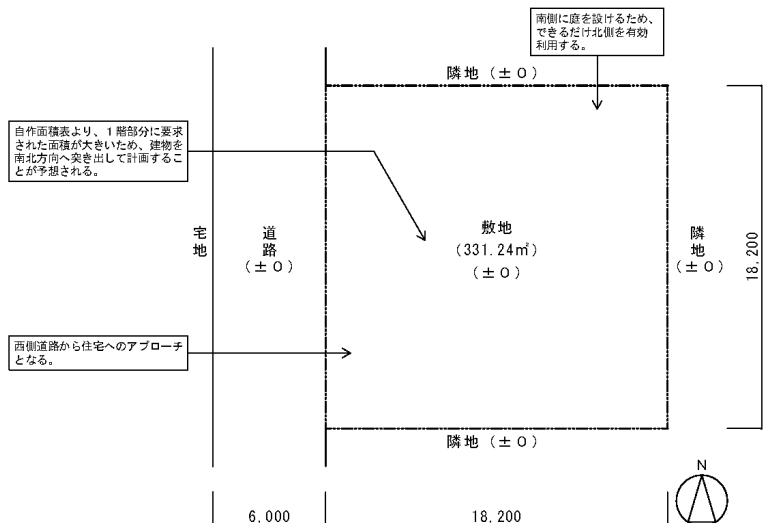 南側に庭を設けるため、
できるだけ北側を有効
利用する。
隣地(±0)
自作面積表より、1階部分に要求
された面積が大きいため、建物を
南北方向へ突き出して計画するこ
とが予想される。
宅地
道路
(±0)
敷地
(331.24㎡)
(±0)
隣地
(±0)
18,200
西側道路から住宅へのアプローチ
となる。
隣地(±0)
N
6,000
18,200